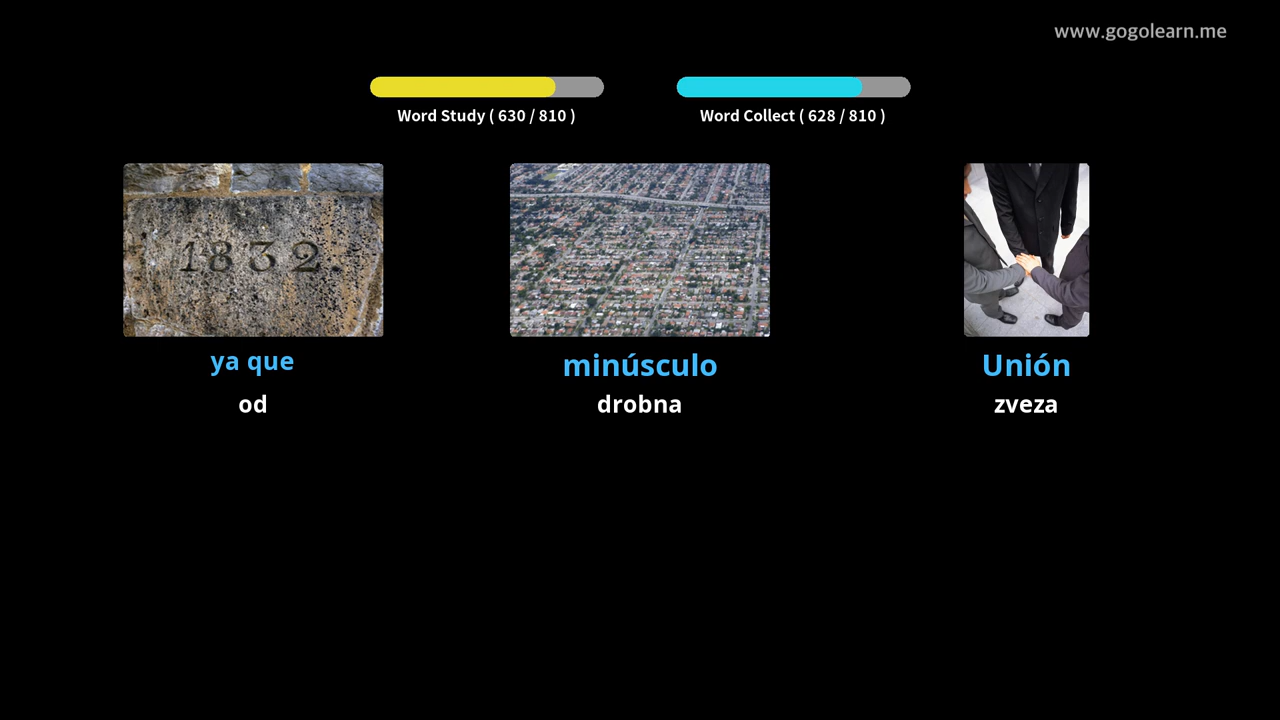 www.gogolearn.me
Word Study ( 630 / 810 )
Word Collect ( 628 / 810 )
1832.
ya que
minúsculo
Unión
od
drobna
zveza